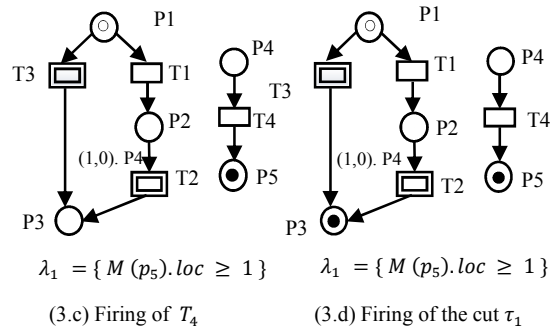 P1
T3
T1
P4
P2
T4
(1,0). P4
T2
P5
P3
λ₁ = { M (p₅).loc ≥ 1 }
(3.c) Firing of T₄
P1
T3
T1
P4
P2
T4
(1,0). P4
T2
P5
P3
λ₁ = { M (p₅).loc ≥ 1 }
(3.d) Firing of the cut τ₁